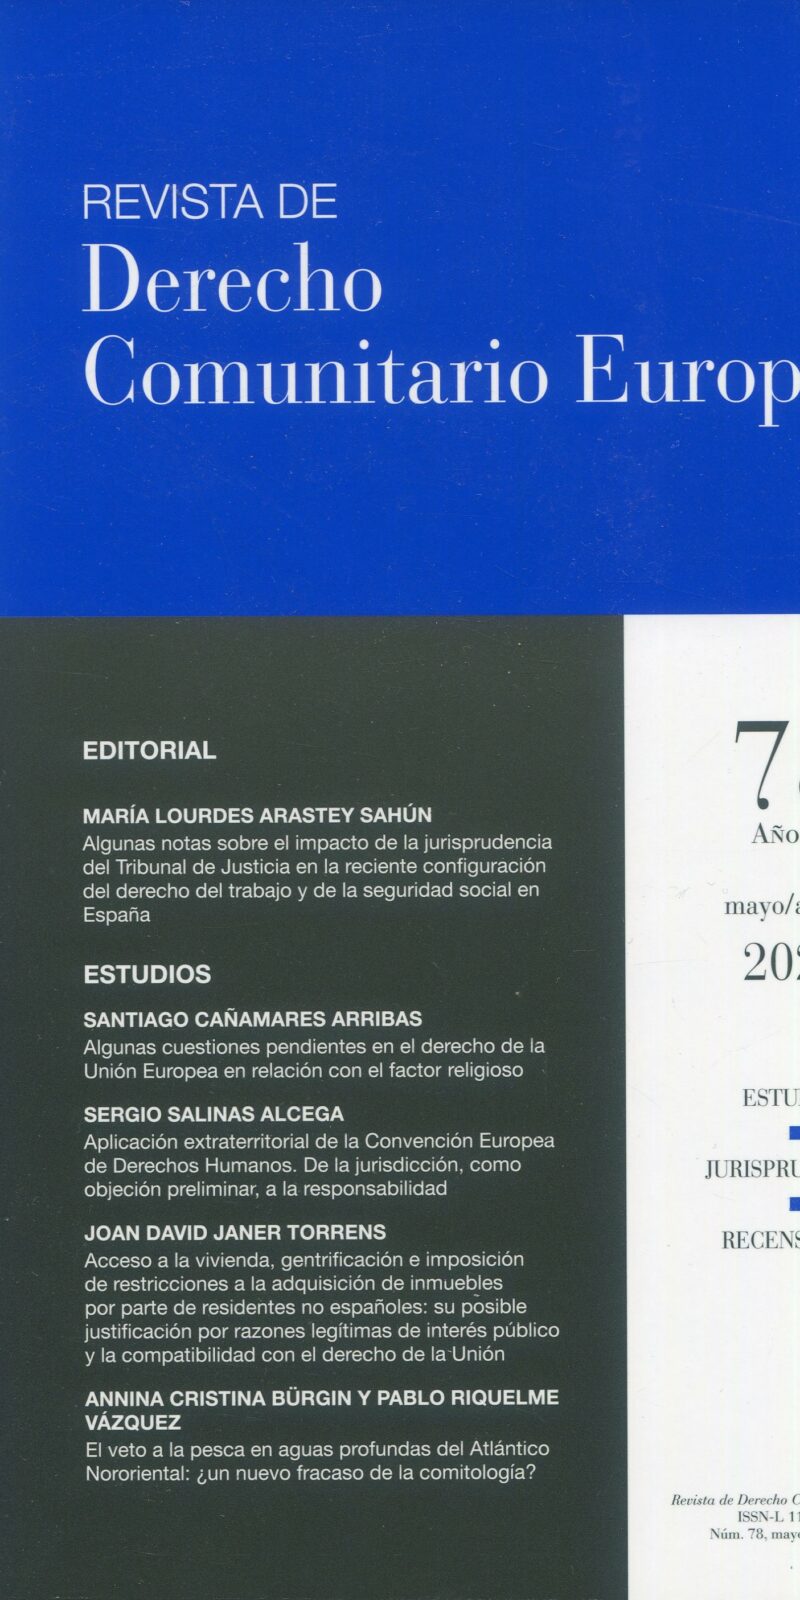 REVISTA DE
Derecho
Comunitario Europ
EDITORIAL
MARÍA LOURDES ARASTEY SAHÚN
Algunas notas sobre el impacto de la jurisprudencia
del Tribunal de Justicia en la reciente configuración
del derecho del trabajo y de la seguridad social en
España
ESTUDIOS
SANTIAGO CAÑAMARES ARRIBAS
Algunas cuestiones pendientes en el derecho de la
Unión Europea en relación con el factor religioso
SERGIO SALINAS ALCEGA
Aplicación extraterritorial de la Convención Europea
de Derechos Humanos. De la jurisdicción, como
objeción preliminar, a la responsabilidad
JOAN DAVID JANER TORRENS
Acceso a la vivienda, gentrificación e imposición
de restricciones a la adquisición de inmuebles
por parte de residentes no españoles: su posible
justificación por razones legítimas de interés público
y la compatibilidad con el derecho de la Unión
ANNINA CRISTINA BÜRGIN Y PABLO RIQUELME
VÁZQUEZ
El veto a la pesca en aguas profundas del Atlántico
Nororiental: ¿un nuevo fracaso de la comitología?
7
Año
mayo/a
202
ESTU
JURISPRU
RECENS
Revista de Derecho C
ISSN-L 11
Núm. 78, mayo